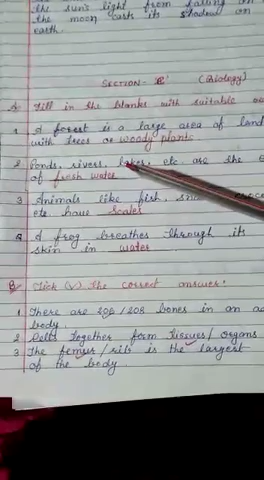 the sun's light from falling on
the moon casts its shadow on
earth.
SECTION - 'B' (Biology)
A. Fill in the blanks with suitable
1 A forest is a large area of land
with trees or woody plants
2 Ponds, rivers, lakes, etc are the
of fresh water
3 Animals like fish,
etc have Scales
4 A frog breathes through its
skin in water
B Tick (√) the correct answer:
1 There are 206/208 bones in an
body.
2 Cells together form tissues/organs
3 The femur/rib is the largest
of the body.